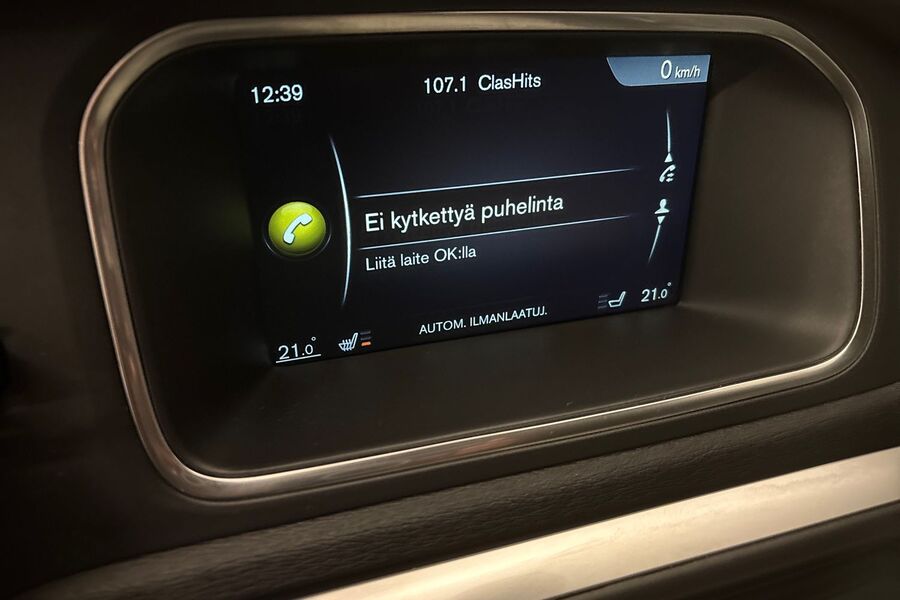 12:39
107.1 ClasHits
0 km/h
Ei kytkettyä puhelinta
Liitä laite OK:lla
21.0°
AUTOM. ILMANLAATUJ.
21.0°